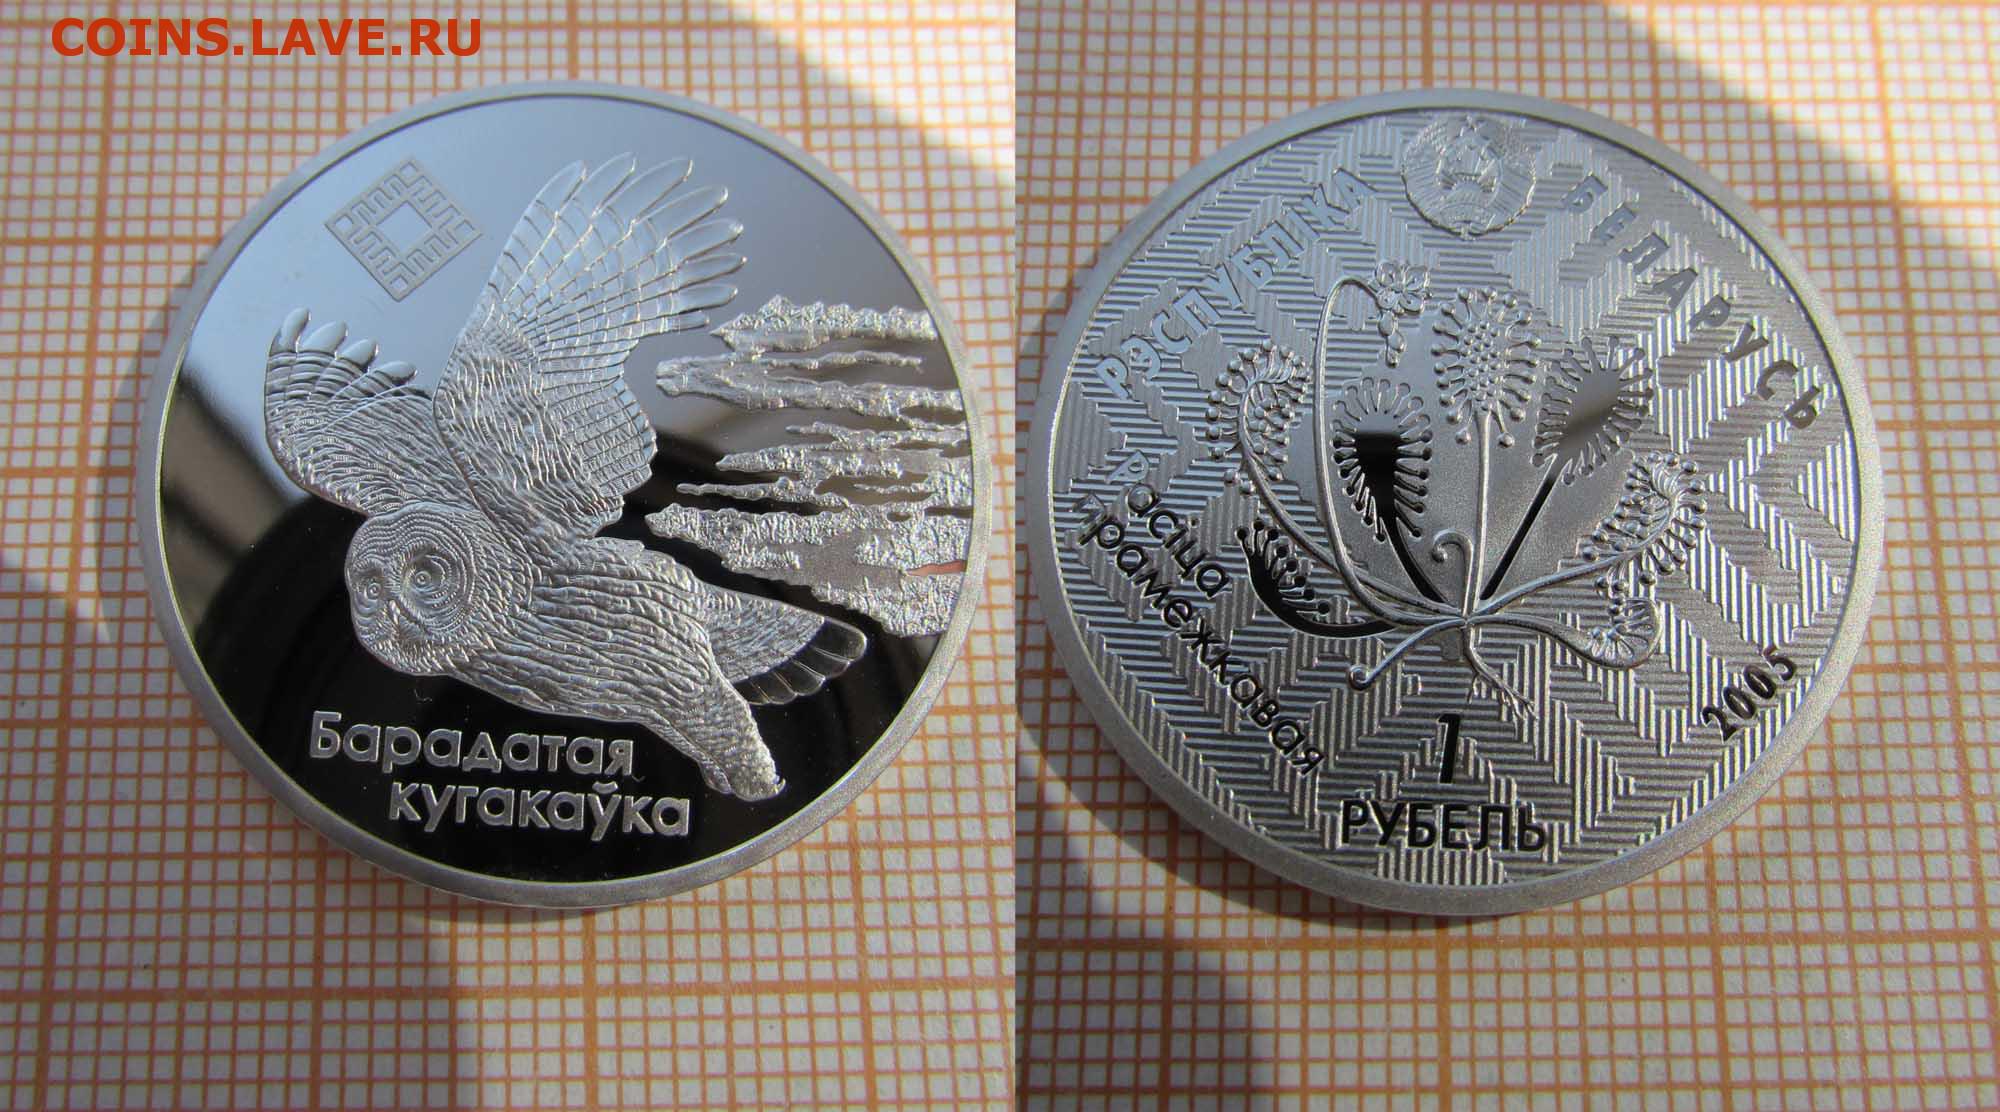 COINS.LAVE.RU
Барадатая
кугакаўка
РЭСПУБЛІКА БЕЛАРУСЬ
Расіца
прамежкавая
1
РУБЕЛЬ
2005